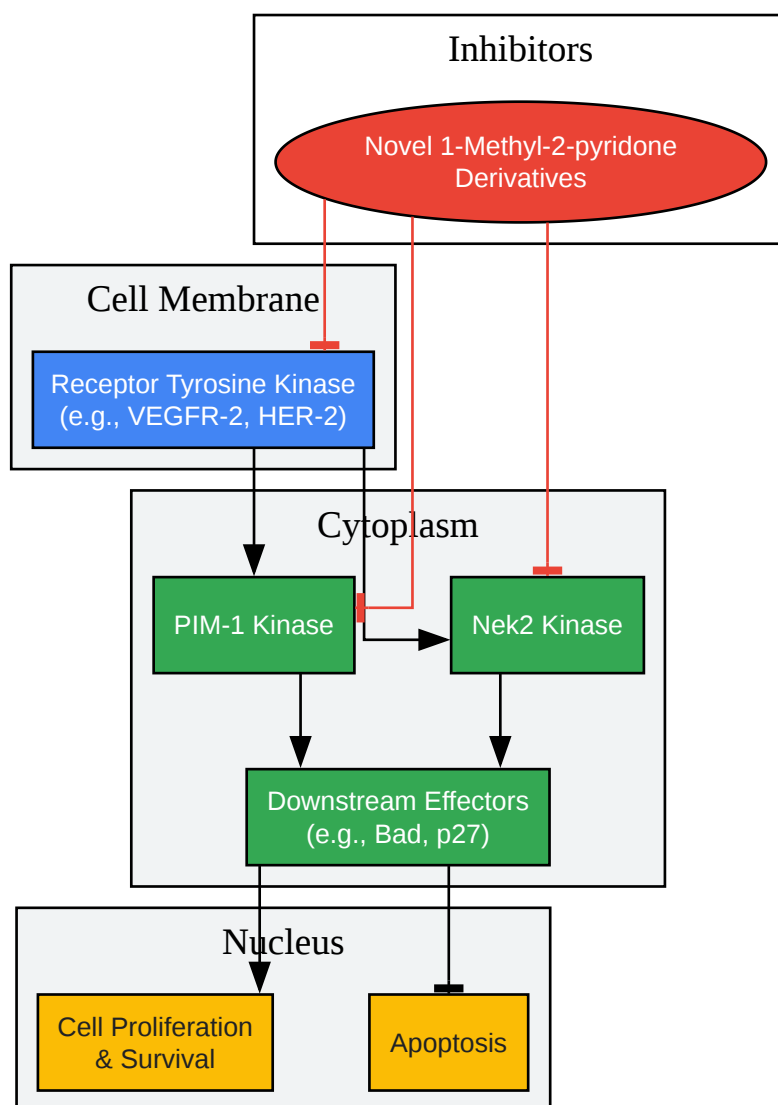 Inhibitors
Novel 1-Methyl-2-pyridone
Derivatives
Cell Membrane
Receptor Tyrosine Kinase
(e.g., VEGFR-2, HER-2)
Cytoplasm
PIM-1 Kinase
Nek2 Kinase
Downstream Effectors
(e.g., Bad, p27)
Nucleus
Cell Proliferation
& Survival
Apoptosis